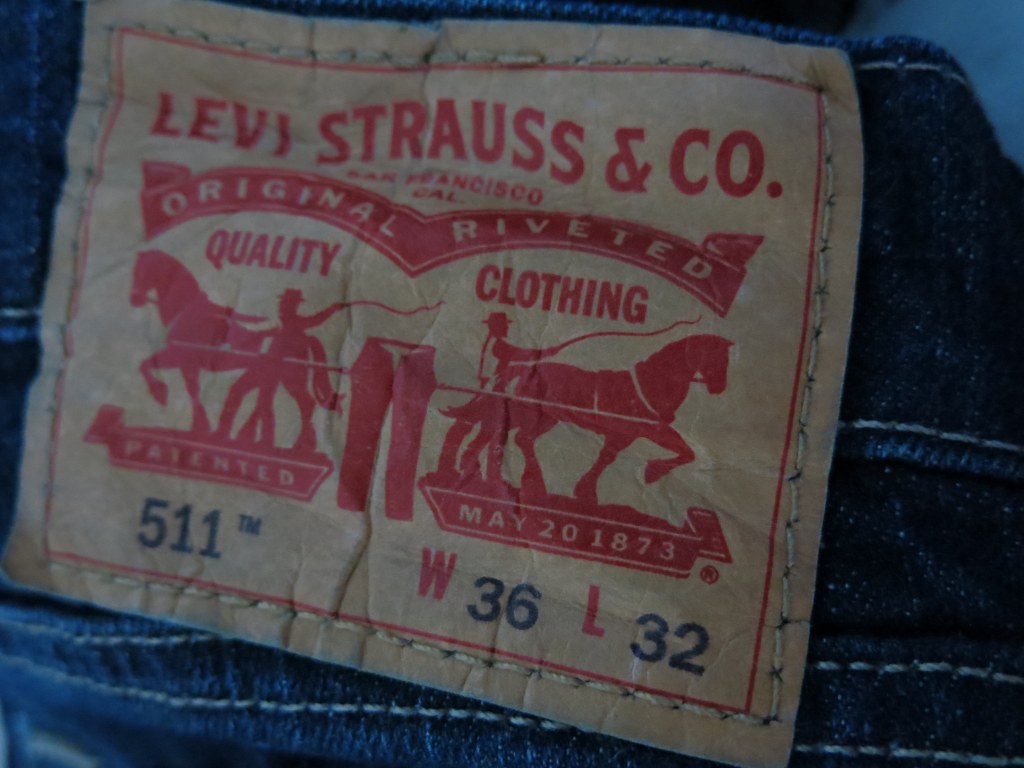 LEVI STRAUSS & CO.
SAN FRANCISCO
CAL.
ORIGINAL RIVETED
QUALITY CLOTHING
PATENTED
MAY 20 1873 ®
511™
W 36 L 32